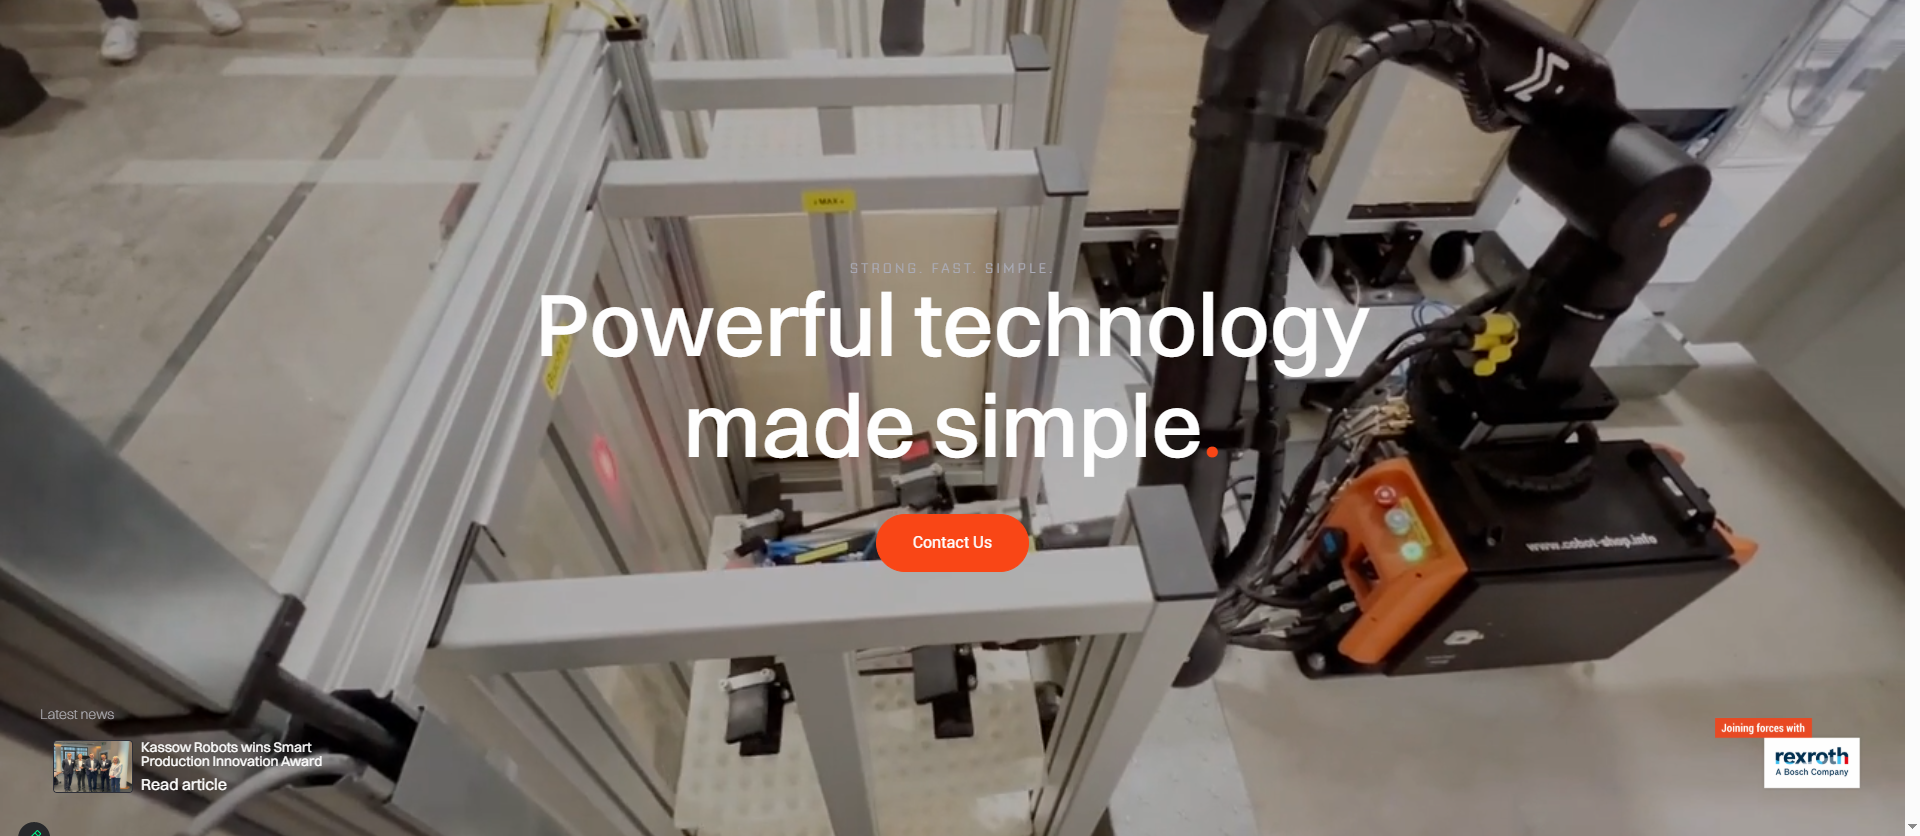 MAX
STRONG. FAST. SIMPLE.
Powerful technology
made simple.
Contact Us
www.cobot-shop.info
Latest news
Kassow Robots wins Smart
Production Innovation Award
Read article
Joining forces with
rexroth
A Bosch Company